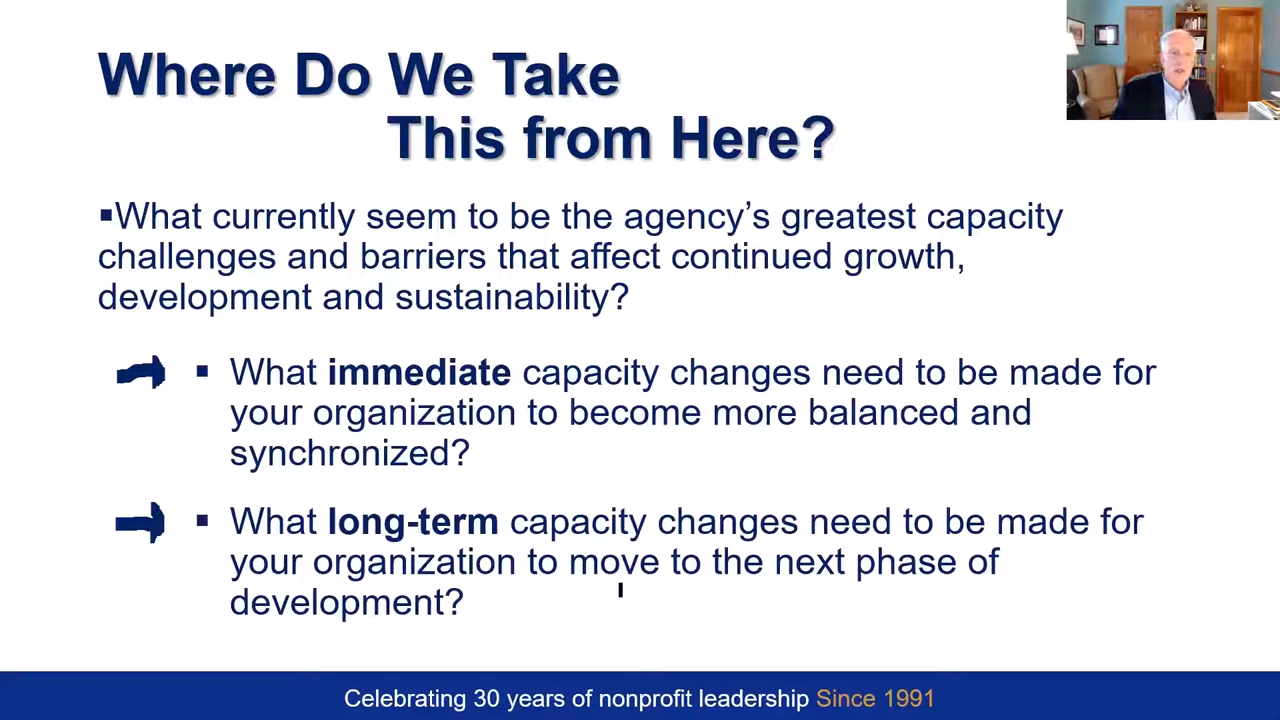 Where Do We Take
This from Here?
▪What currently seem to be the agency’s greatest capacity
challenges and barriers that affect continued growth,
development and sustainability?
▪ What immediate capacity changes need to be made for
your organization to become more balanced and
synchronized?
▪ What long-term capacity changes need to be made for
your organization to move to the next phase of
development?
Celebrating 30 years of nonprofit leadership Since 1991